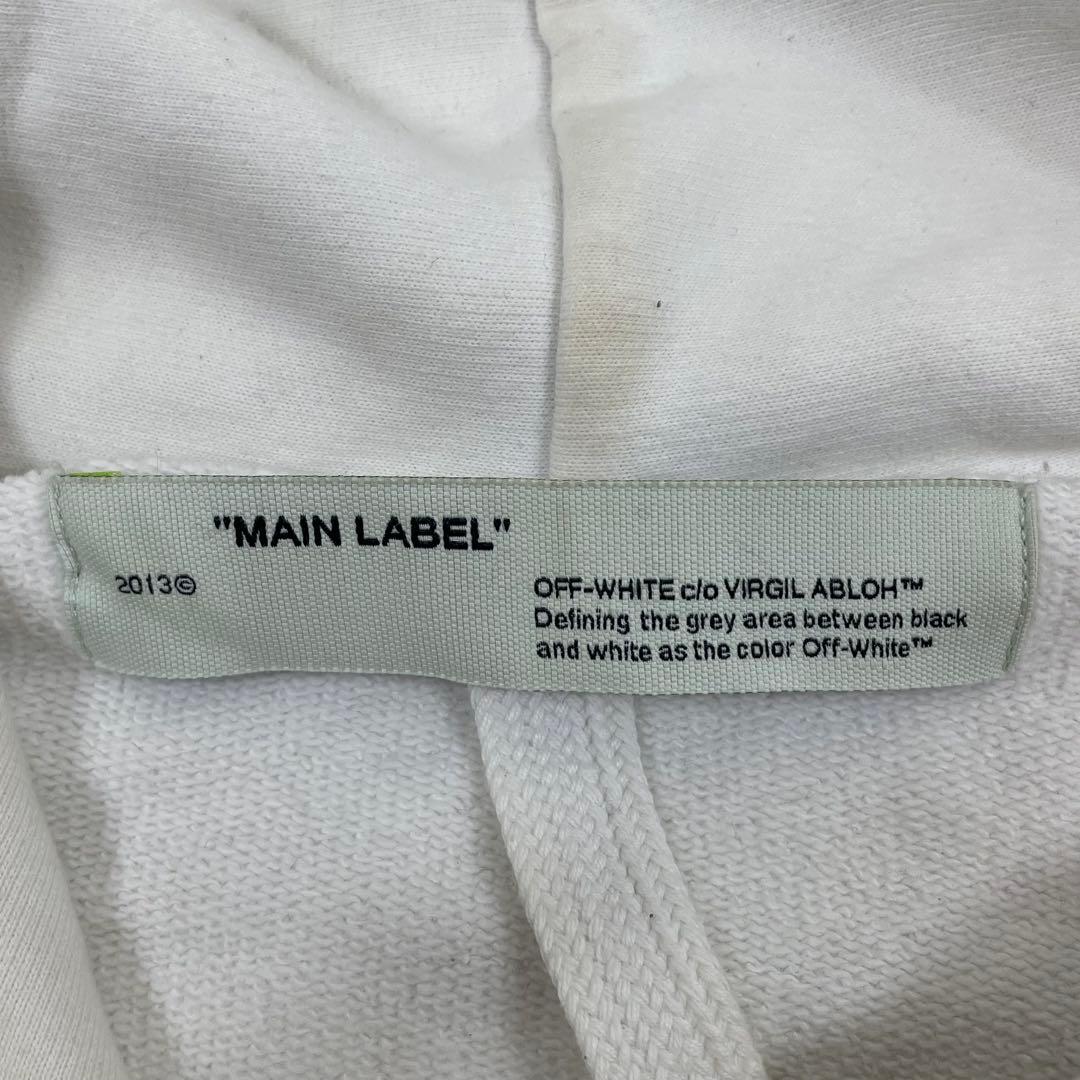 "MAIN LABEL"
2013©
OFF-WHITE c/o VIRGIL ABLOH™
Defining the grey area between black
and white as the color Off-White™